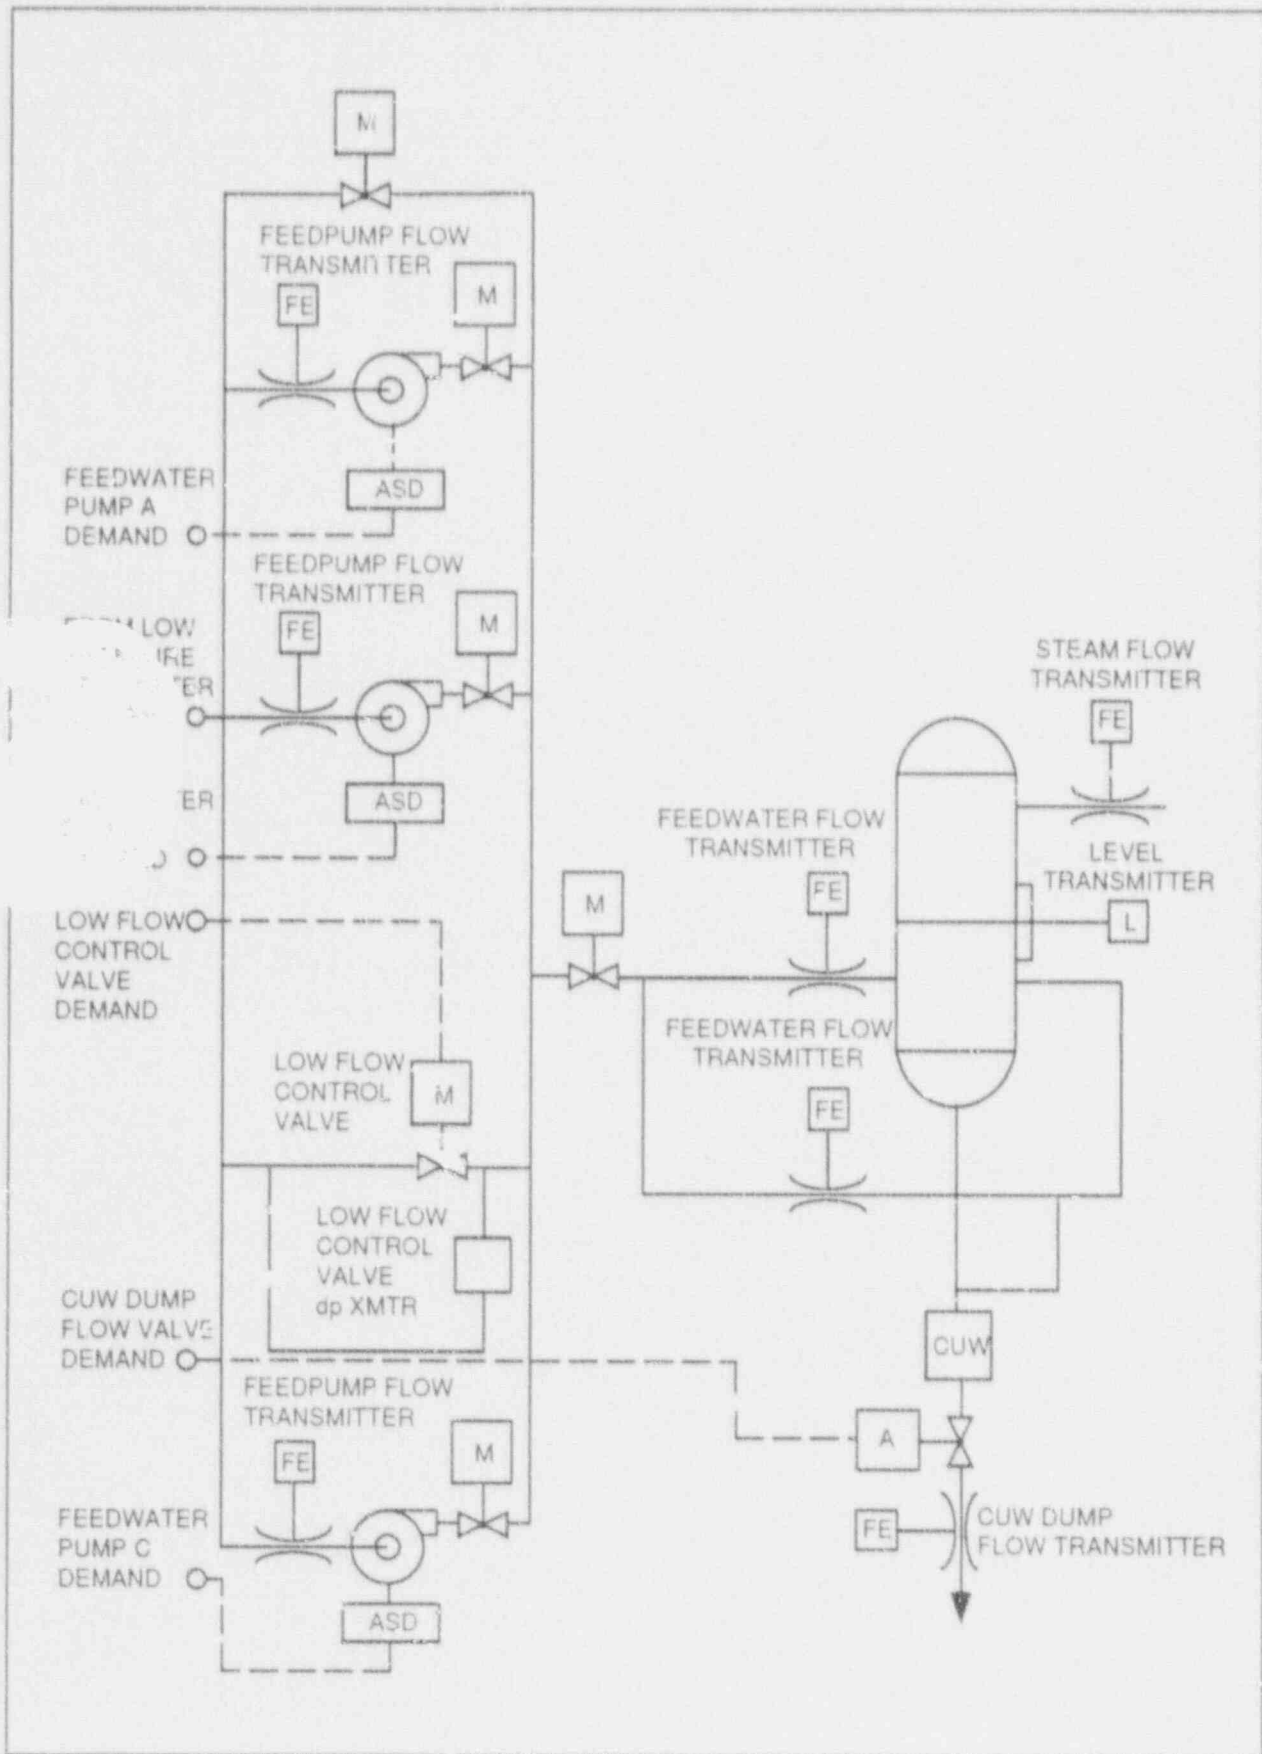 M
FEEDPUMP FLOW
TRANSMITTER
FE
M
ASD
FEEDWATER
PUMP A
DEMAND
FEEDPUMP FLOW
TRANSMITTER
FE
M
LOW
ASD
STEAM FLOW
TRANSMITTER
FE
FEEDWATER FLOW
TRANSMITTER
FE
LEVEL
TRANSMITTER
L
M
LOW FLOW
CONTROL
VALVE
DEMAND
FEEDWATER FLOW
TRANSMITTER
FE
LOW FLOW
CONTROL
VALVE
M
LOW FLOW
CONTROL
VALVE
dp XMTR
CUW DUMP
FLOW VALVE
DEMAND
CUW
A
FEEDPUMP FLOW
TRANSMITTER
FE
M
FEEDWATER
PUMP C
DEMAND
ASD
FE
CUW DUMP
FLOW TRANSMITTER